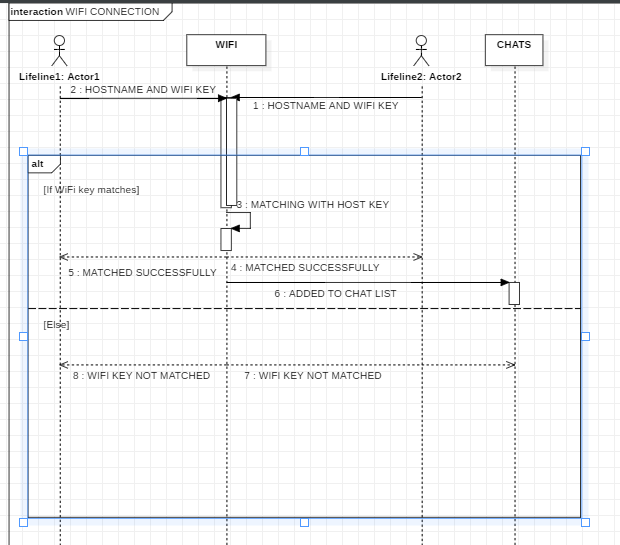 interaction WIFI CONNECTION
WIFI
CHATS
Lifeline1: Actor1
Lifeline2: Actor2
2 : HOSTNAME AND WIFI KEY
1 : HOSTNAME AND WIFI KEY
alt
[If WiFi key matches]
3 : MATCHING WITH HOST KEY
5 : MATCHED SUCCESSFULLY
4 : MATCHED SUCCESSFULLY
6 : ADDED TO CHAT LIST
[Else]
8 : WIFI KEY NOT MATCHED
7 : WIFI KEY NOT MATCHED